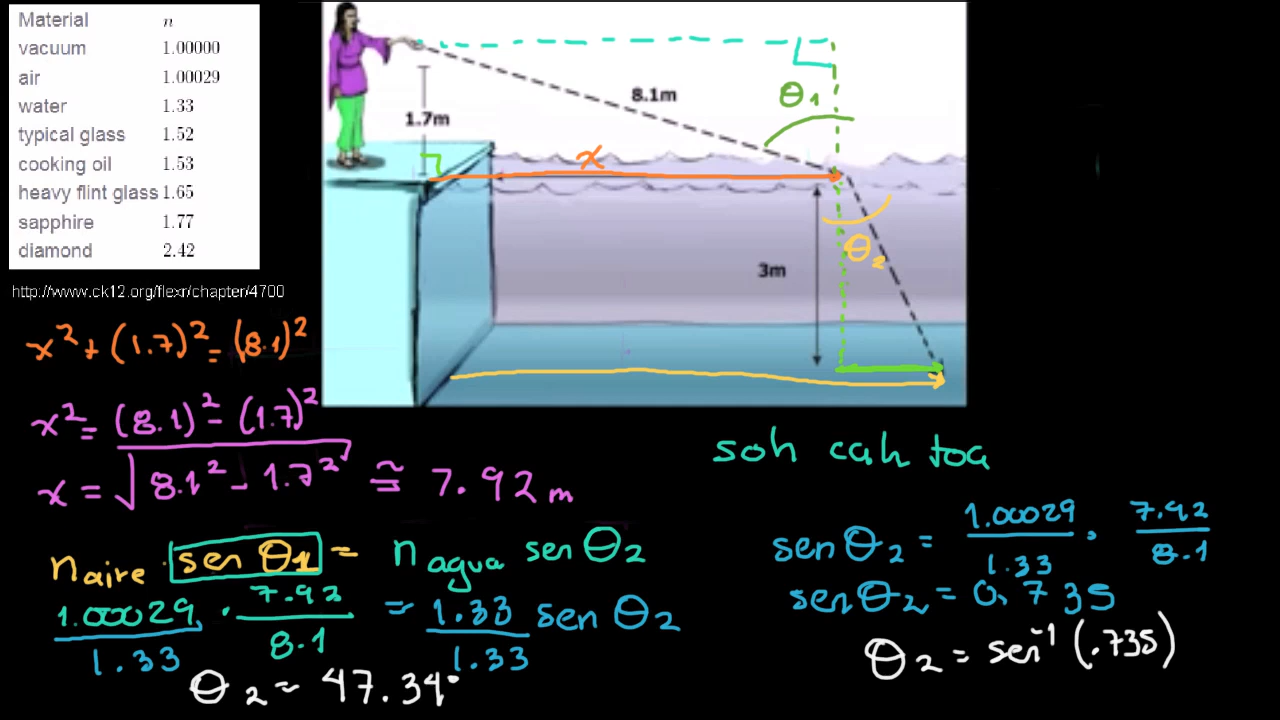 Material n
vacuum 1.00000
air 1.00029
water 1.33
typical glass 1.52
cooking oil 1.53
heavy flint glass 1.65
sapphire 1.77
diamond 2.42
http://www.ck12.org/flexr/chapter/4700
8.1m
θ1
1.7m
x
θ2
3m
x² + (1.7)² = (8.1)²
x² = (8.1)² - (1.7)²
x = √8.1² - 1.7² ≅ 7.92 m
soh cah toa
n aire · sen θ1 = n agua sen θ2
1.00029/1.33 · 7.92/8.1 = 1.33/1.33 sen θ2
θ2 = 47.34°
sen θ2 = 1.00029/1.33 · 7.92/8.1
sen θ2 = 0.735
θ2 = sen⁻¹ (.735)